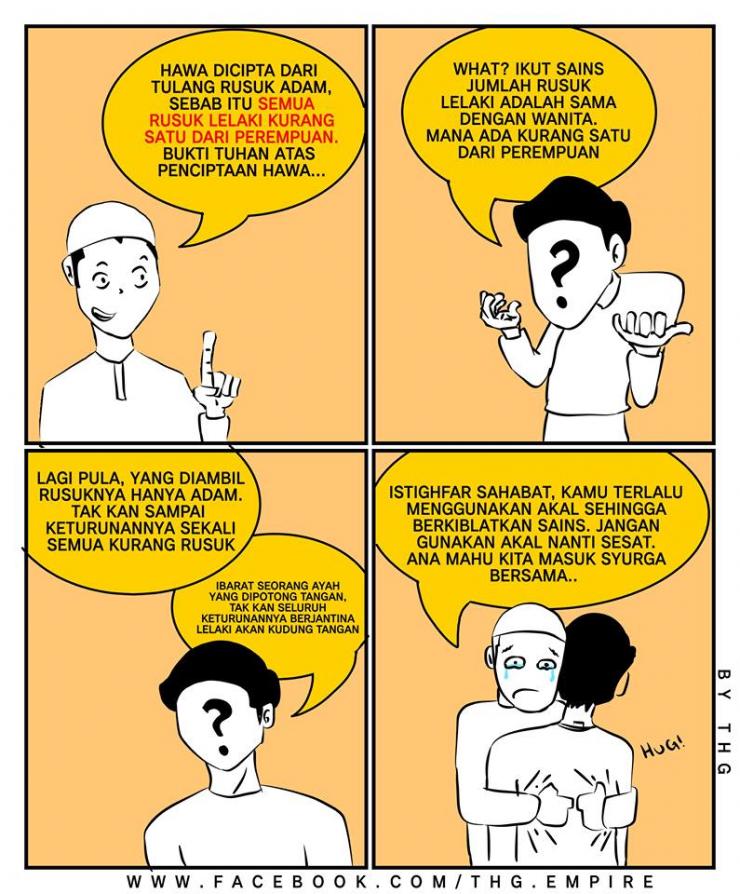 HAWA DICIPTA DARI
TULANG RUSUK ADAM,
SEBAB ITU SEMUA
RUSUK LELAKI KURANG
SATU DARI PEREMPUAN.
BUKTI TUHAN ATAS
PENCIPTAAN HAWA...
WHAT? IKUT SAINS
JUMLAH RUSUK
LELAKI ADALAH SAMA
DENGAN WANITA.
MANA ADA KURANG SATU
DARI PEREMPUAN
?
LAGI PULA, YANG DIAMBIL
RUSUKNYA HANYA ADAM.
TAK KAN SAMPAI
KETURUNANNYA SEKALI
SEMUA KURANG RUSUK
IBARAT SEORANG AYAH
YANG DIPOTONG TANGAN,
TAK KAN SELURUH
KETURUNANNYA BERJANTINA
LELAKI AKAN KUDUNG TANGAN
?
ISTIGHFAR SAHABAT, KAMU TERLALU
MENGGUNAKAN AKAL SEHINGGA
BERKIBLATKAN SAINS. JANGAN
GUNAKAN AKAL NANTI SESAT.
ANA MAHU KITA MASUK SYURGA
BERSAMA..
HUG!
BY THG
WWW.FACEBOOK.COM/THG.EMPIRE